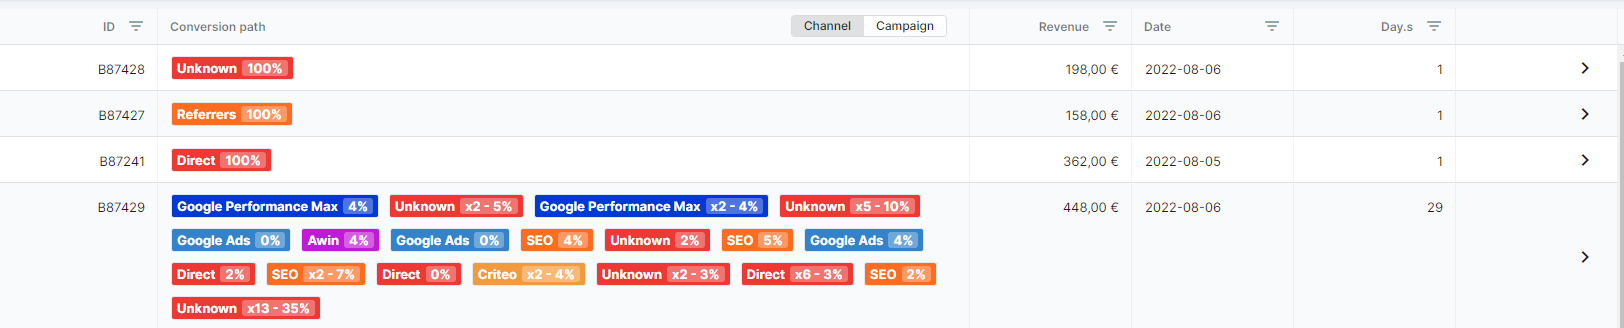 ID Conversion path Channel Campaign Revenue Date Day.s
B87428 Unknown 100% 198,00 € 2022-08-06 1
B87427 Referrers 100% 158,00 € 2022-08-06 1
B87241 Direct 100% 362,00 € 2022-08-05 1
B87429 Google Performance Max 4% Unknown x2 - 5% Google Performance Max x2 - 4% Unknown x5 - 10% 448,00 € 2022-08-06 29
Google Ads 0% Awin 4% Google Ads 0% SEO 4% Unknown 2% SEO 5% Google Ads 4%
Direct 2% SEO x2 - 7% Direct 0% Criteo x2 - 4% Unknown x2 - 3% Direct x6 - 3% SEO 2%
Unknown x13 - 35%